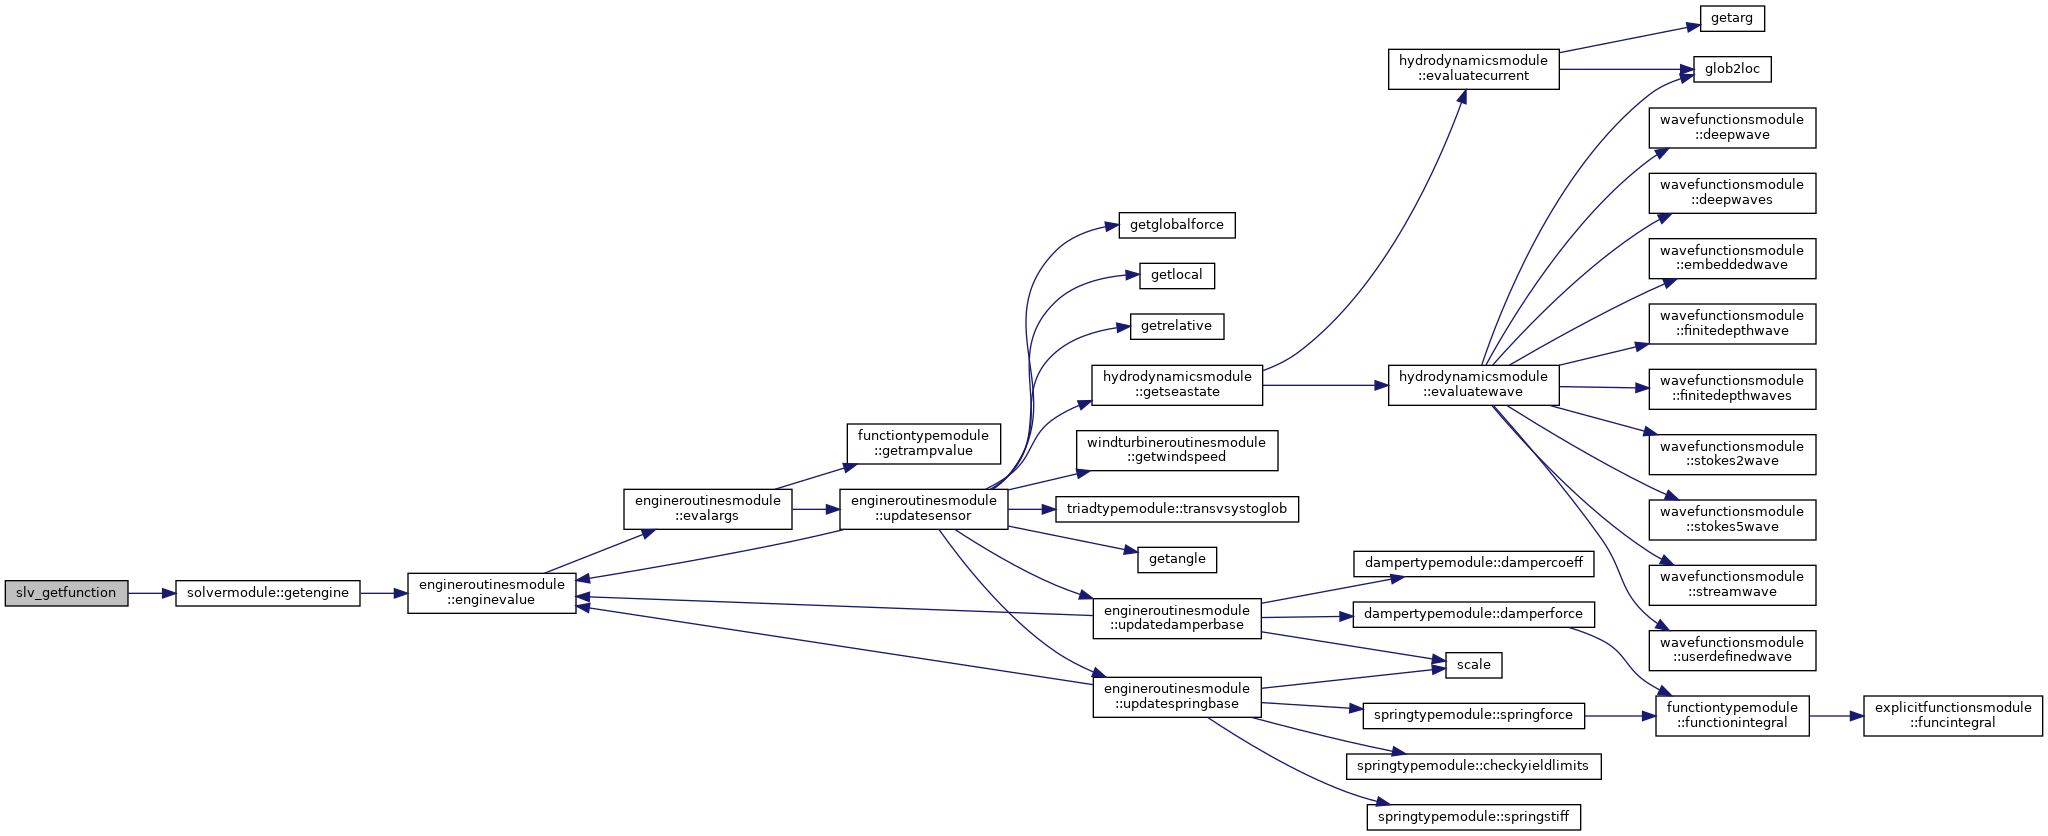 slv_getfunction
solvermodule::getengine
engineroutinesmodule
::enginevalue
engineroutinesmodule
::evalargs
functiontypemodule
::getrampvalue
engineroutinesmodule
::updatesensor
getglobalforce
getlocal
getrelative
hydrodynamicsmodule
::getseastate
windturbineroutinesmodule
::getwindspeed
triadtypemodule::transvsystoglob
getangle
engineroutinesmodule
::updatedamperbase
engineroutinesmodule
::updatespringbase
hydrodynamicsmodule
::evaluatecurrent
hydrodynamicsmodule
::evaluatewave
dampertypemodule::dampercoeff
dampertypemodule::damperforce
scale
springtypemodule::springforce
springtypemodule::checkyieldlimits
springtypemodule::springstiff
getarg
glob2loc
wavefunctionsmodule
::deepwave
wavefunctionsmodule
::deepwaves
wavefunctionsmodule
::embeddedwave
wavefunctionsmodule
::finitedepthwave
wavefunctionsmodule
::finitedepthwaves
wavefunctionsmodule
::stokes2wave
wavefunctionsmodule
::stokes5wave
wavefunctionsmodule
::streamwave
wavefunctionsmodule
::userdefinedwave
functiontypemodule
::functionintegral
explicitfunctionsmodule
::funcintegral